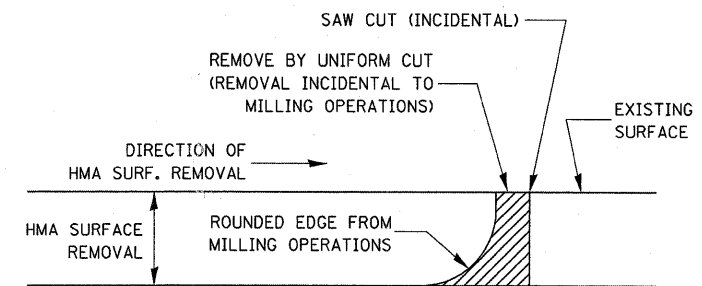 SAW CUT (INCIDENTAL)
REMOVE BY UNIFORM CUT
(REMOVAL INCIDENTAL TO
MILLING OPERATIONS)
EXISTING
SURFACE
DIRECTION OF
HMA SURF. REMOVAL
HMA SURFACE
REMOVAL
ROUNDED EDGE FROM
MILLING OPERATIONS